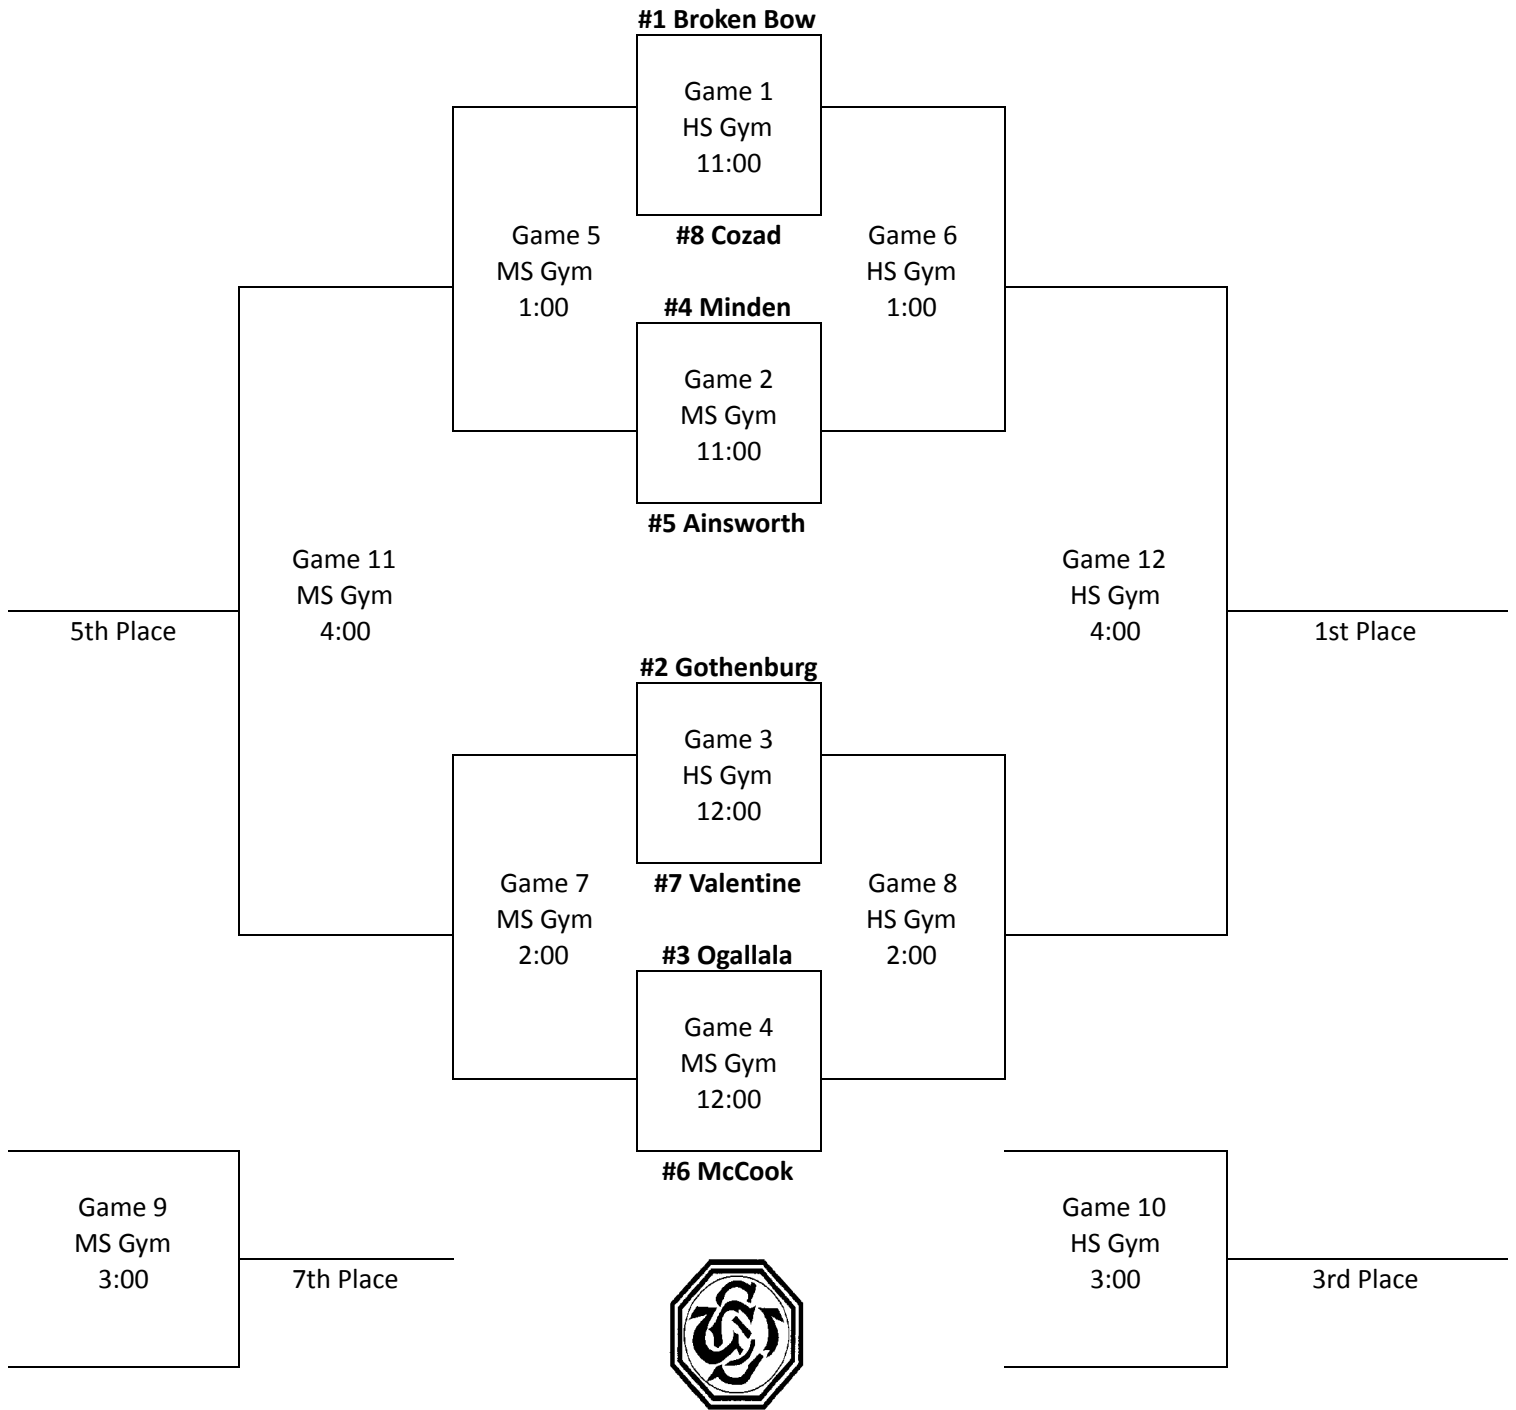 #1 Broken Bow
Game 1
HS Gym
11:00
#8 Cozad
Game 5
MS Gym
1:00
Game 6
HS Gym
1:00
#4 Minden
Game 2
MS Gym
11:00
#5 Ainsworth
Game 11
MS Gym
4:00
5th Place
Game 12
HS Gym
4:00
1st Place
#2 Gothenburg
Game 3
HS Gym
12:00
#7 Valentine
Game 7
MS Gym
2:00
Game 8
HS Gym
2:00
#3 Ogallala
Game 4
MS Gym
12:00
#6 McCook
Game 9
MS Gym
3:00
7th Place
Game 10
HS Gym
3:00
3rd Place